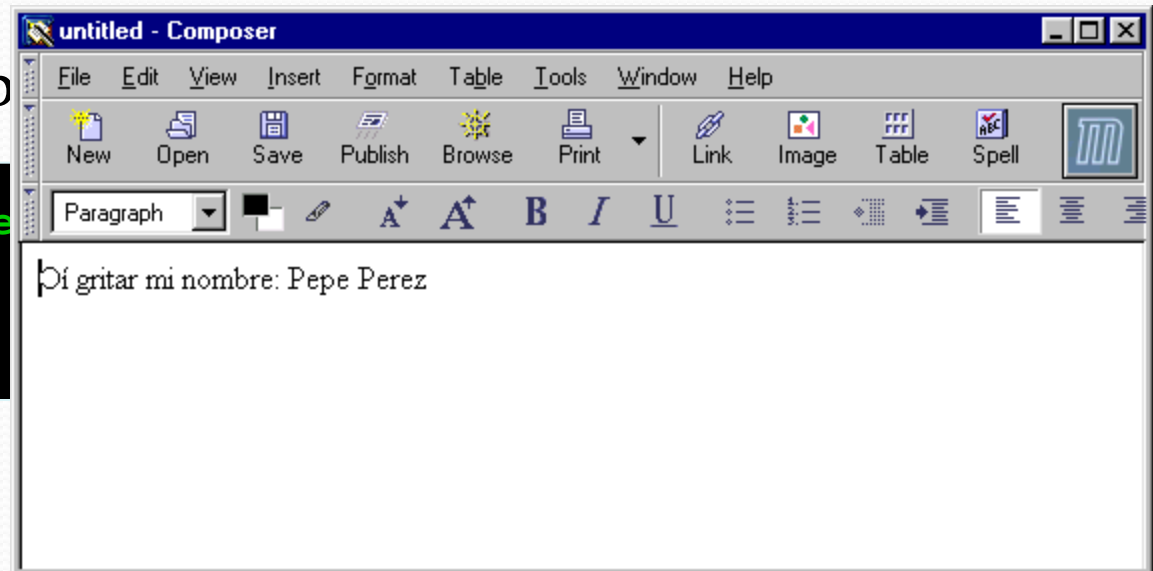 untitled - Composer
File Edit View Insert Format Table Tools Window Help
New Open Save Publish Browse Print Link Image Table Spell
Paragraph B I U
Oí gritar mi nombre: Pepe Perez